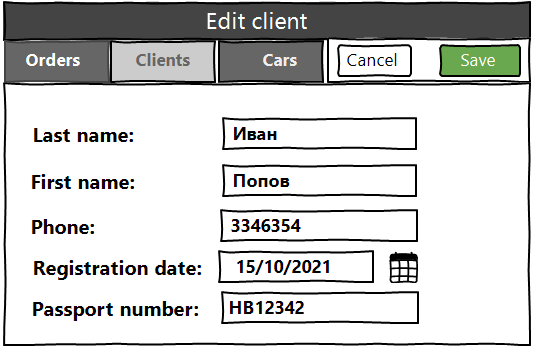 Edit client
Orders Clients Cars Cancel Save
Last name: Иван
First name: Попов
Phone: 3346354
Registration date: 15/10/2021
Passport number: HB12342